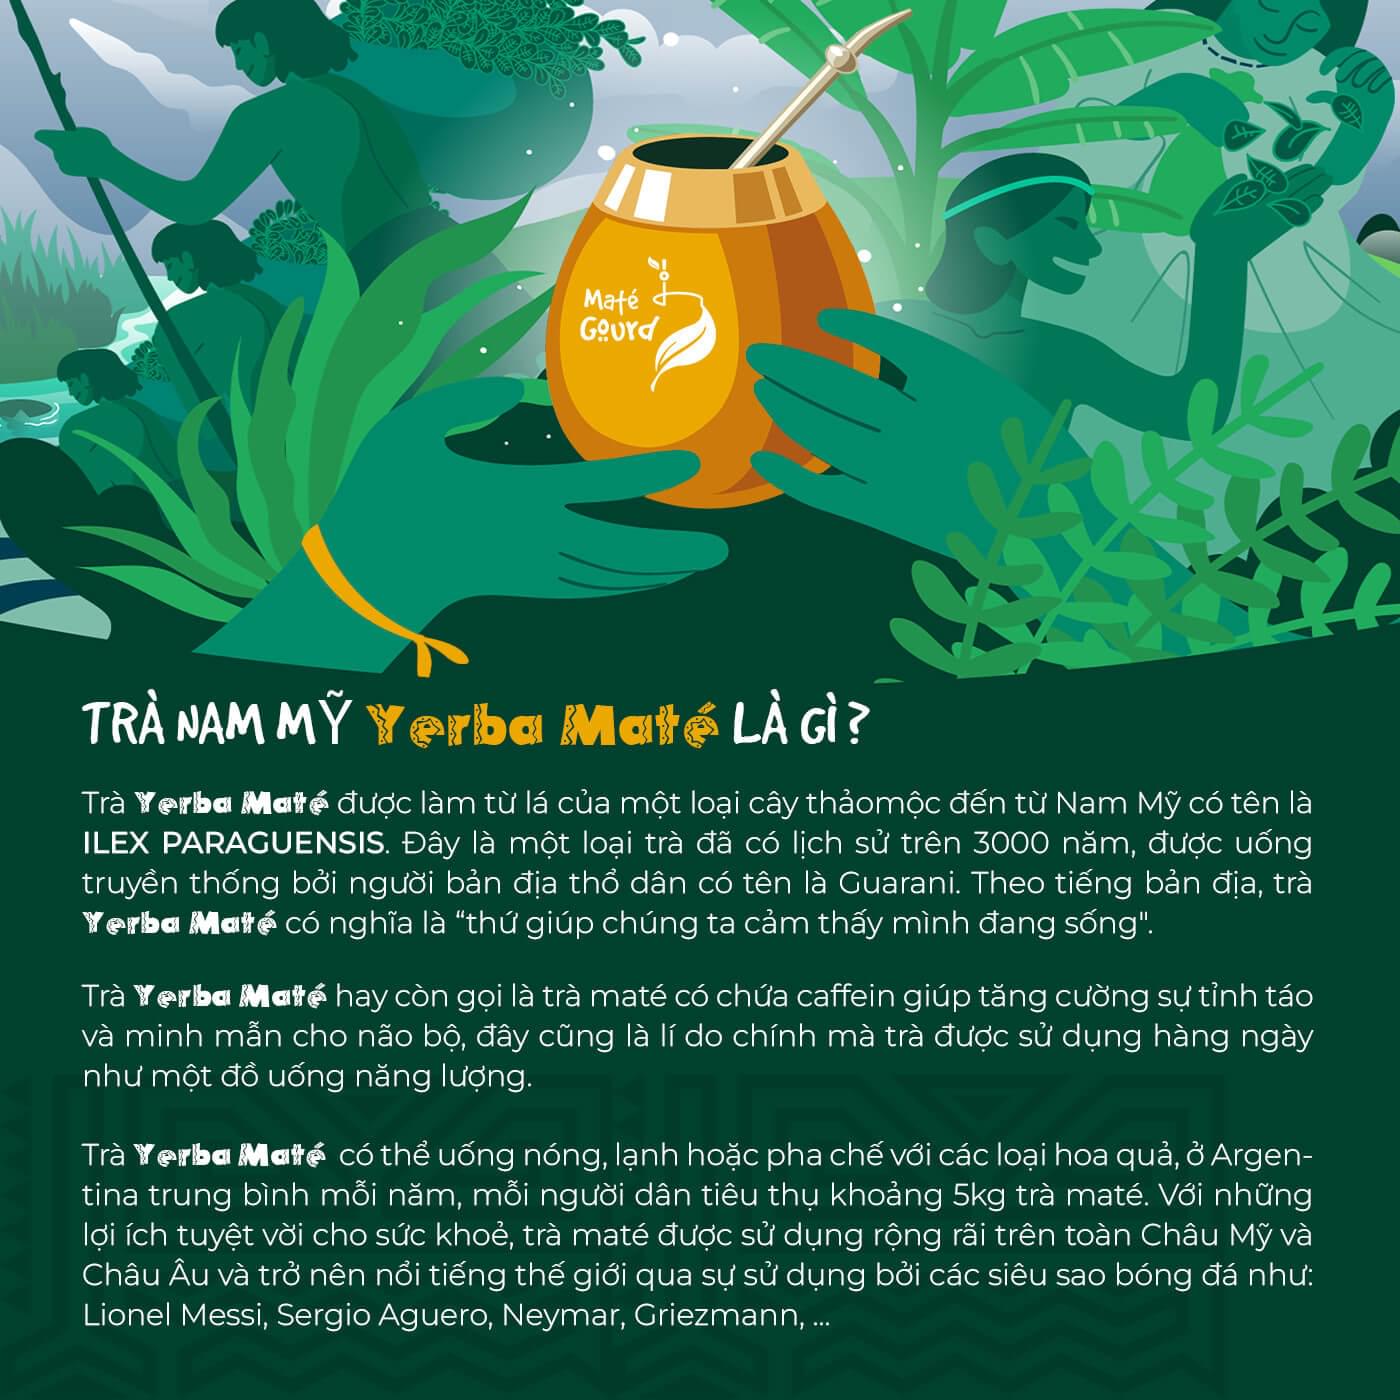 Maté
Gourd
TRÀ NAM MỸ Yerba Maté LÀ GÌ?
Trà Yerba Maté được làm từ lá của một loại cây thảomộc đến từ Nam Mỹ có tên là
ILEX PARAGUENSIS. Đây là một loại trà đã có lịch sử trên 3000 năm, được uống
truyền thống bởi người bản địa thổ dân có tên là Guarani. Theo tiếng bản địa, trà
Yerba Maté có nghĩa là “thứ giúp chúng ta cảm thấy mình đang sống".
Trà Yerba Maté hay còn gọi là trà maté có chứa caffein giúp tăng cường sự tỉnh táo
và minh mẫn cho não bộ, đây cũng là lí do chính mà trà được sử dụng hàng ngày
như một đồ uống năng lượng.
Trà Yerba Maté có thể uống nóng, lạnh hoặc pha chế với các loại hoa quả, ở Argen-
tina trung bình mỗi năm, mỗi người dân tiêu thụ khoảng 5kg trà maté. Với những
lợi ích tuyệt vời cho sức khoẻ, trà maté được sử dụng rộng rãi trên toàn Châu Mỹ và
Châu Âu và trở nên nổi tiếng thế giới qua sự sử dụng bởi các siêu sao bóng đá như:
Lionel Messi, Sergio Aguero, Neymar, Griezmann, ...